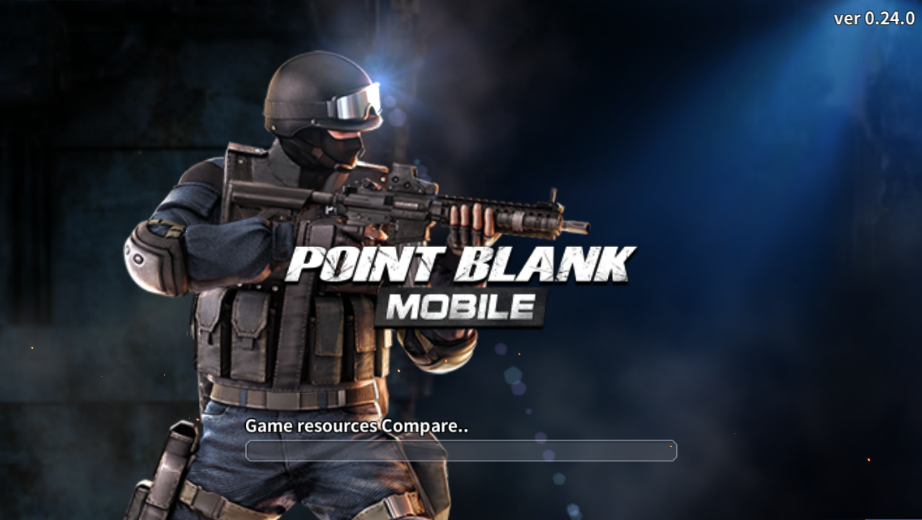 ver 0.24.0
POINT BLANK
MOBILE
Game resources Compare..